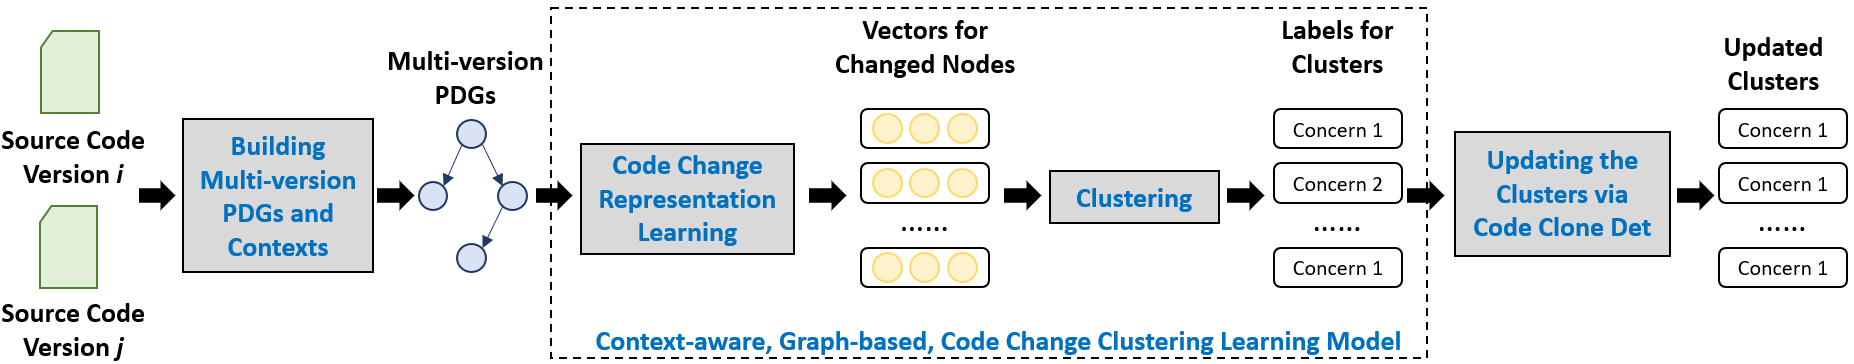 Source Code
Version i
Source Code
Version j
Building
Multi-version
PDGs and
Contexts
Multi-version
PDGs
Code Change
Representation
Learning
Vectors for
Changed Nodes
......
Clustering
Labels for
Clusters
Concern 1
Concern 2
......
Concern 1
Context-aware, Graph-based, Code Change Clustering Learning Model
Updating the
Clusters via
Code Clone Det
Updated
Clusters
Concern 1
Concern 1
......
Concern 1